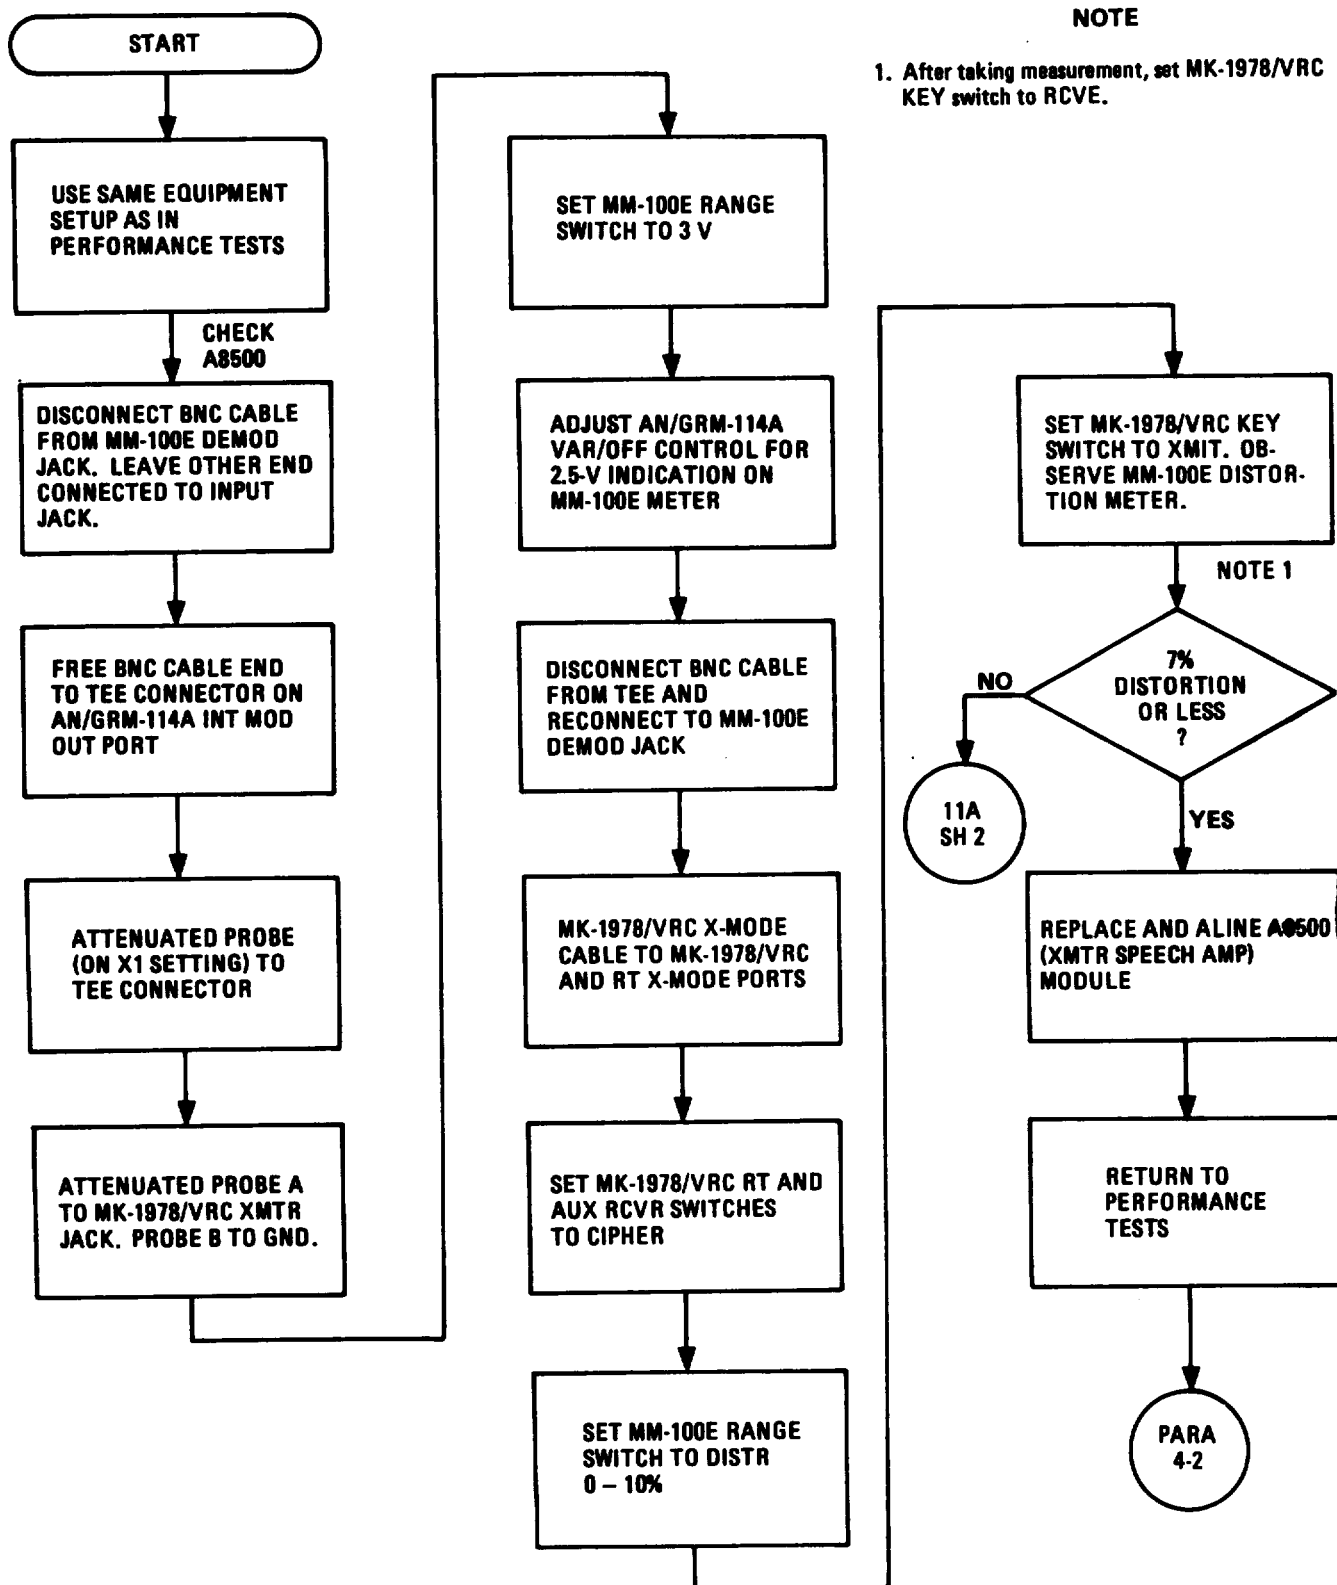 START
USE SAME EQUIPMENT
SETUP AS IN
PERFORMANCE TESTS
CHECK
A8500
DISCONNECT BNC CABLE
FROM MM-100E DEMOD
JACK. LEAVE OTHER END
CONNECTED TO INPUT
JACK.
FREE BNC CABLE END
TO TEE CONNECTOR ON
AN/GRM-114A INT MOD
OUT PORT
ATTENUATED PROBE
(ON X1 SETTING) TO
TEE CONNECTOR
ATTENUATED PROBE A
TO MK-1978/VRC XMTR
JACK. PROBE B TO GND.
SET MM-100E RANGE
SWITCH TO 3 V
ADJUST AN/GRM-114A
VAR/OFF CONTROL FOR
2.5-V INDICATION ON
MM-100E METER
DISCONNECT BNC CABLE
FROM TEE AND
RECONNECT TO MM-100E
DEMOD JACK
MK-1978/VRC X-MODE
CABLE TO MK-1978/VRC
AND RT X-MODE PORTS
SET MK-1978/VRC RT AND
AUX RCVR SWITCHES
TO CIPHER
SET MM-100E RANGE
SWITCH TO DISTR
0 – 10%
NOTE
1. After taking measurement, set MK-1978/VRC
KEY switch to RCVE.
SET MK-1978/VRC KEY
SWITCH TO XMIT. OB-
SERVE MM-100E DISTOR-
TION METER.
NOTE 1
7%
DISTORTION
OR LESS
?
NO
11A
SH 2
YES
REPLACE AND ALINE A8500
(XMTR SPEECH AMP)
MODULE
RETURN TO
PERFORMANCE
TESTS
PARA
4-2